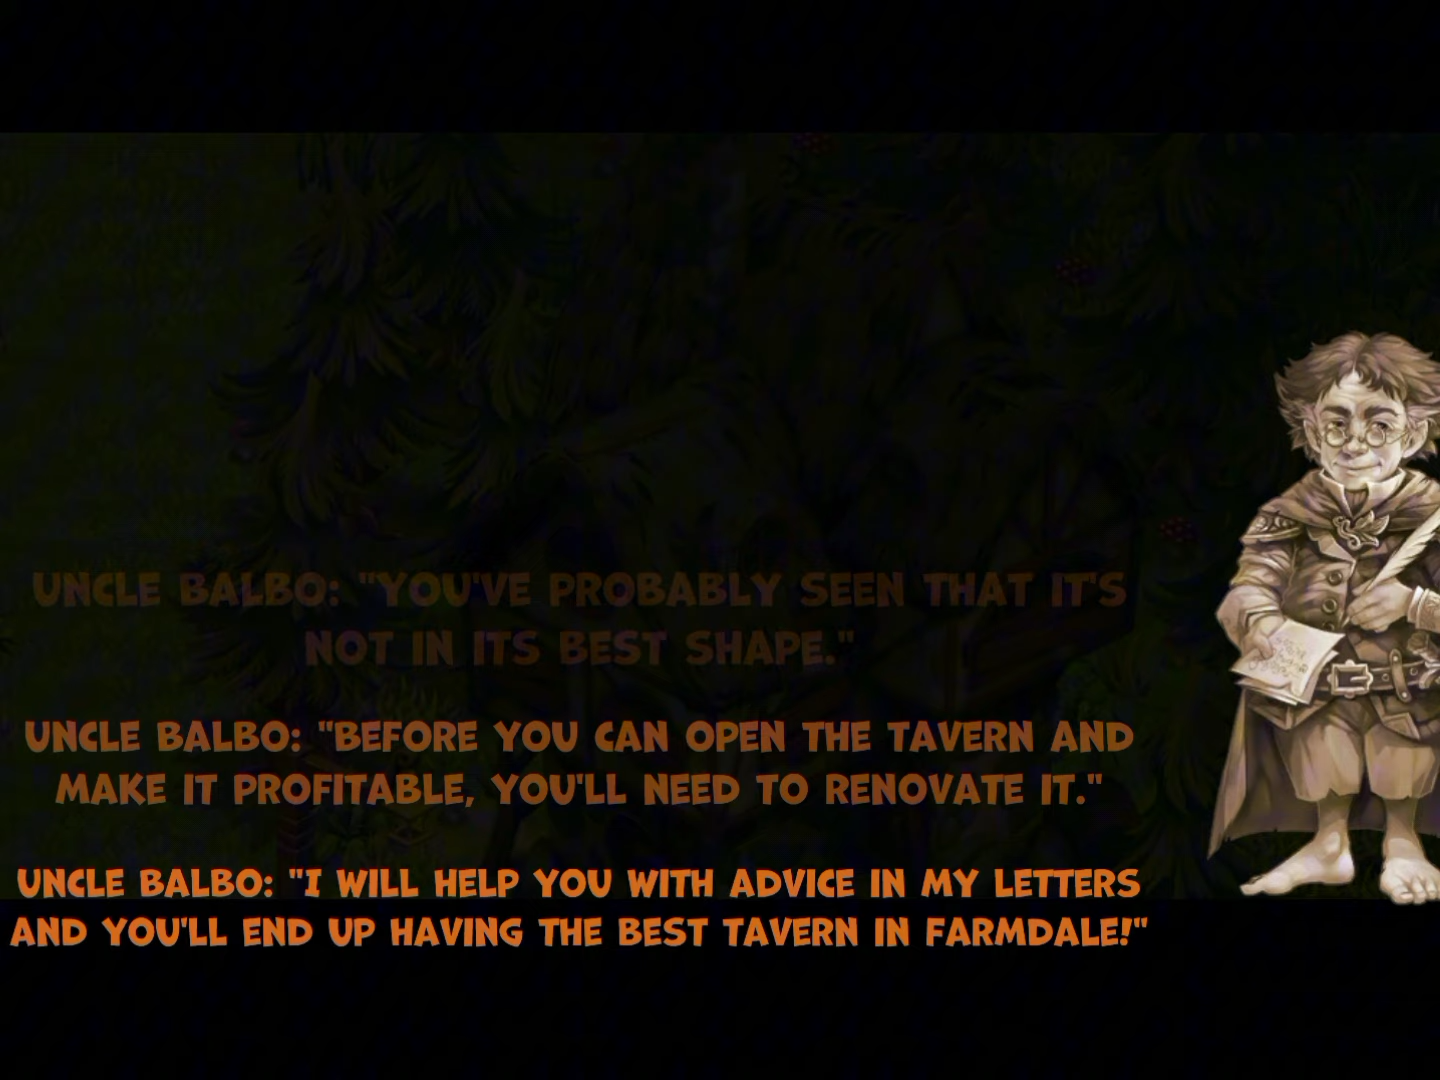 UNCLE BALBO: "YOU'VE PROBABLY SEEN THAT IT'S
NOT IN ITS BEST SHAPE."
UNCLE BALBO: "BEFORE YOU CAN OPEN THE TAVERN AND
MAKE IT PROFITABLE, YOU'LL NEED TO RENOVATE IT."
UNCLE BALBO: "I WILL HELP YOU WITH ADVICE IN MY LETTERS
AND YOU'LL END UP HAVING THE BEST TAVERN IN FARMDALE!"